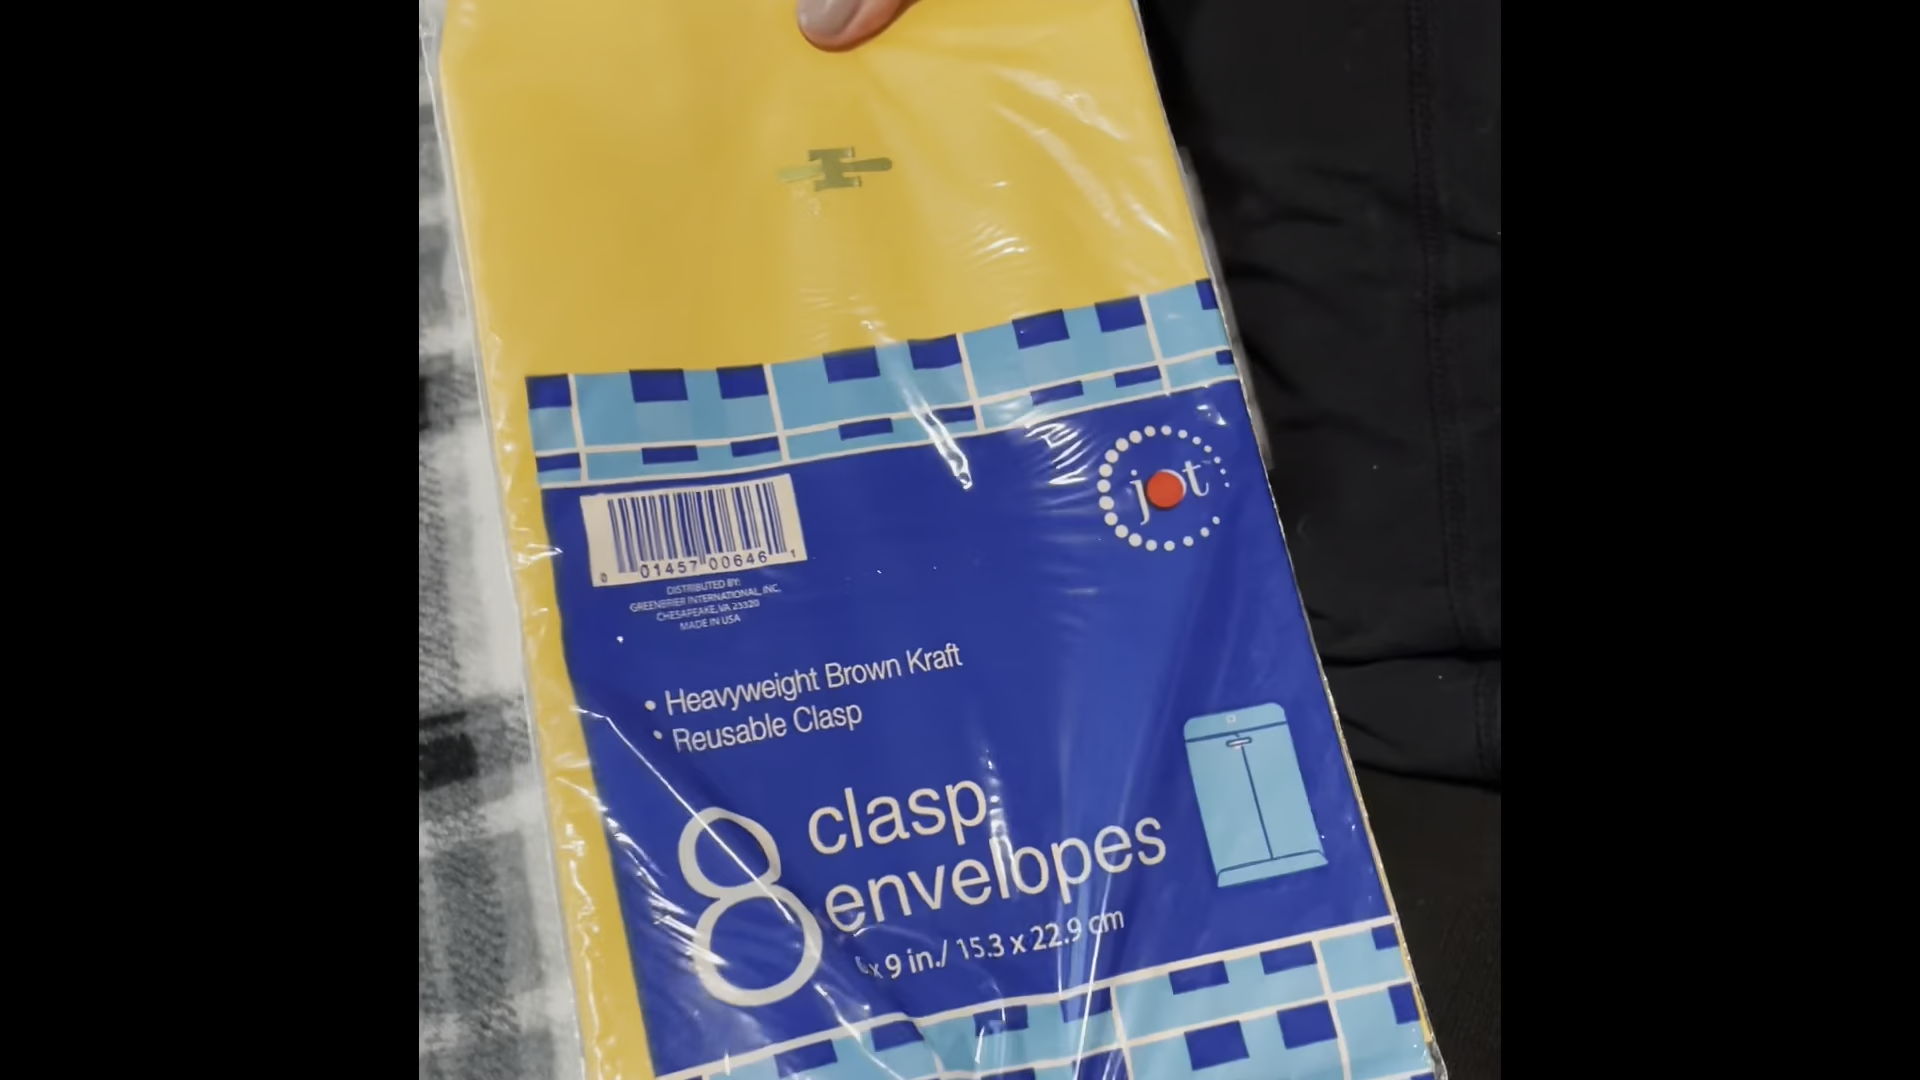 jot
0 01457 00646 1
DISTRIBUTED BY:
GREENBRIER INTERNATIONAL, INC.
CHESAPEAKE, VA 23320
MADE IN USA
• Heavyweight Brown Kraft
• Reusable Clasp
8 clasp
envelopes
6 x 9 in./ 15.3 x 22.9 cm